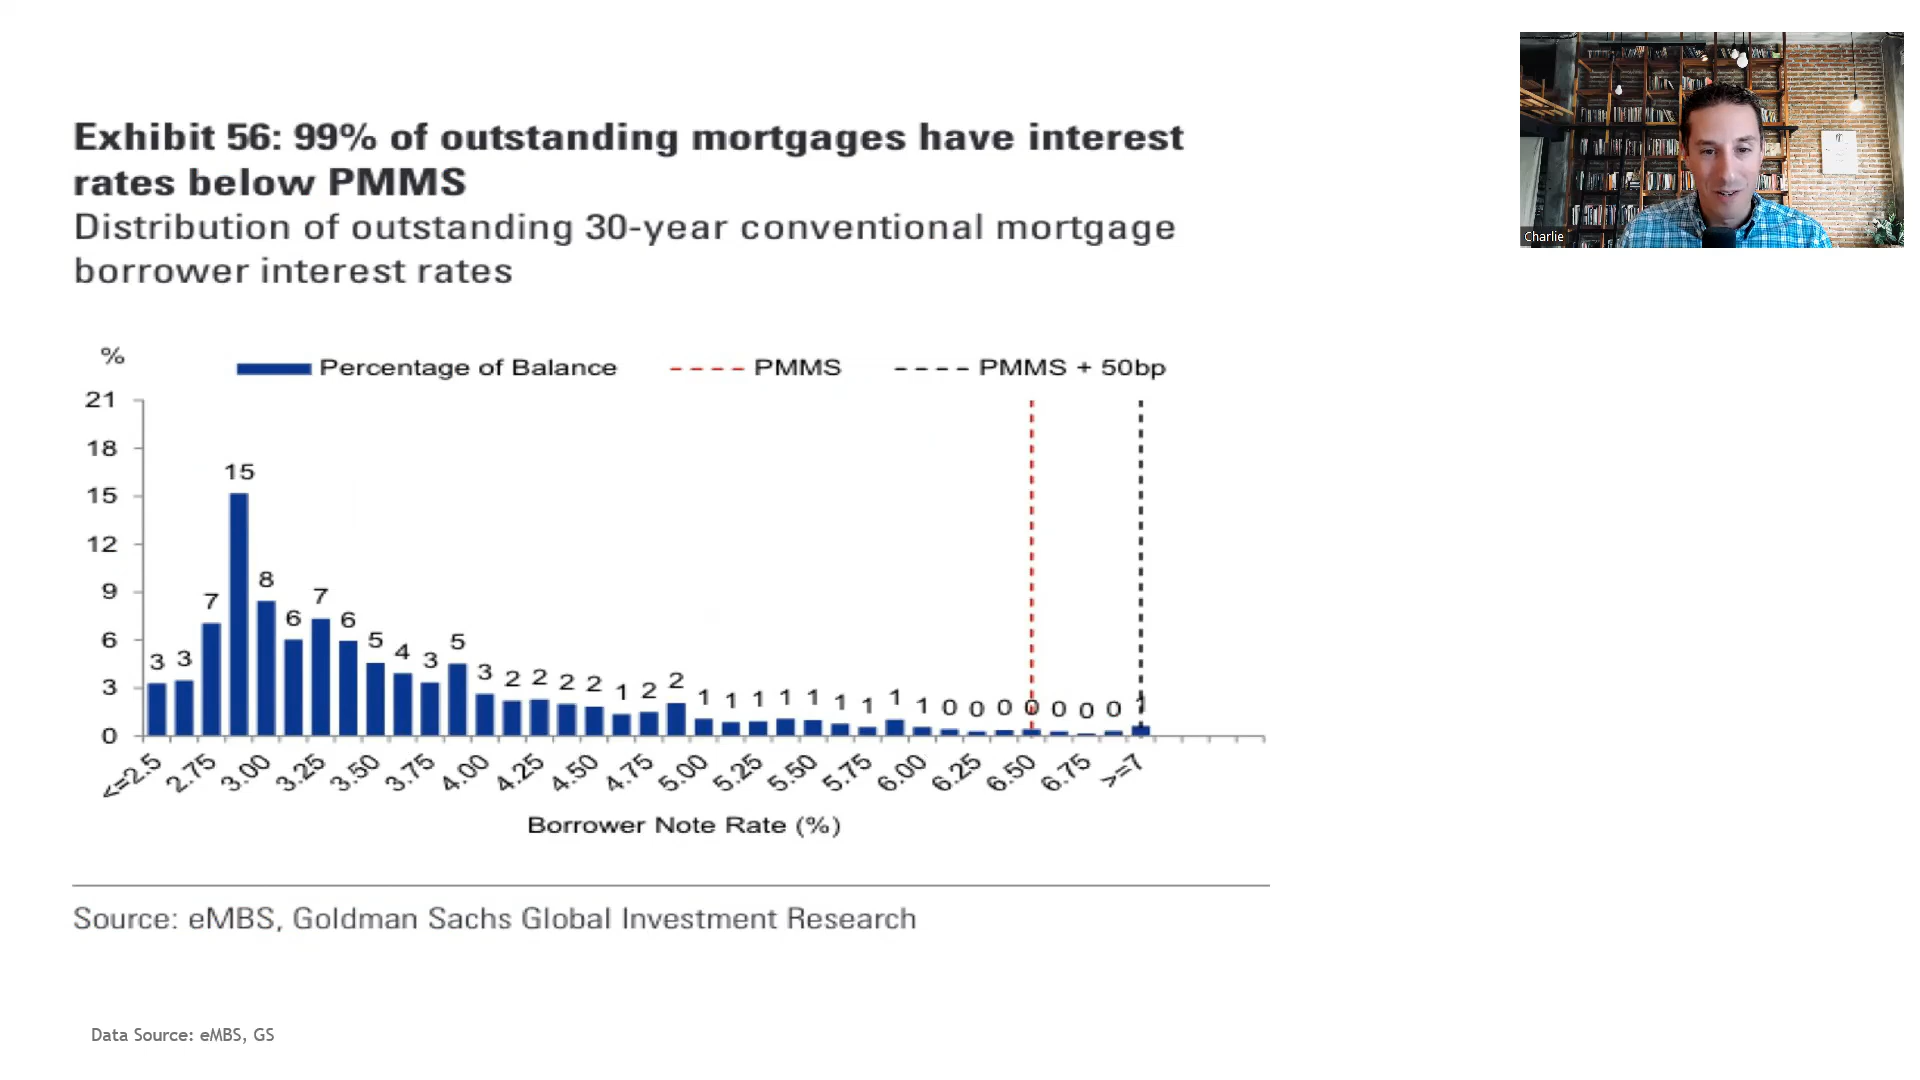 Exhibit 56: 99% of outstanding mortgages have interest
rates below PMMS
Distribution of outstanding 30-year conventional mortgage
borrower interest rates
Charlie
%
Percentage of Balance PMMS PMMS + 50bp
21
18
15
12
9
6
3
0
3 3 7 15 8 6 7 6 5 4 3 5 3 2 2 2 2 1 2 2 1 1 1 1 1 1 1 1 1 0 0 0 0 0 0 0 1
<=2.5 2.75 3.00 3.25 3.50 3.75 4.00 4.25 4.50 4.75 5.00 5.25 5.50 5.75 6.00 6.25 6.50 6.75 >=7
Borrower Note Rate (%)
Source: eMBS, Goldman Sachs Global Investment Research
Data Source: eMBS, GS